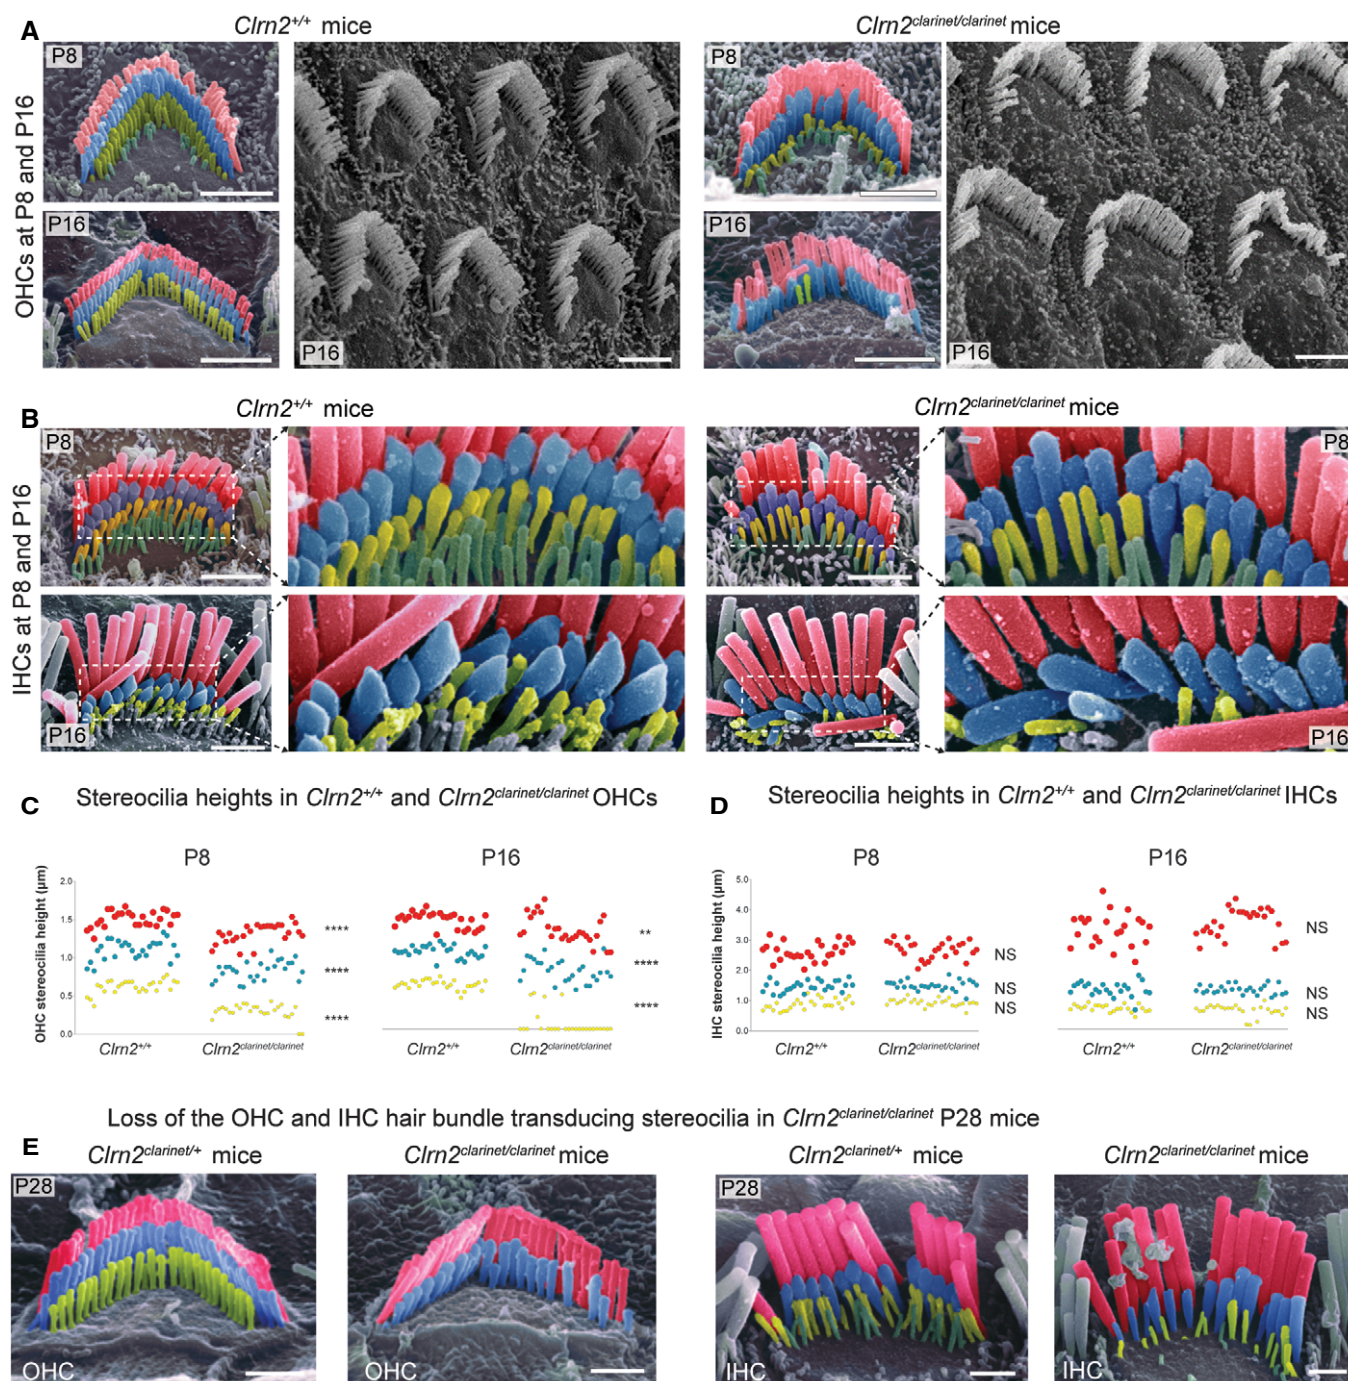 A
Clrn2+/+ mice
Clrn2clarinet/clarinet mice
OHCs at P8 and P16
P8
P16
P16
P8
P16
P16
B
Clrn2+/+ mice
Clrn2clarinet/clarinet mice
IHCs at P8 and P16
P8
P16
P8
P16
C
Stereocilia heights in Clrn2+/+ and Clrn2clarinet/clarinet OHCs
P8
P16
OHC stereocilia height (μm)
2.0
1.5
1.0
0.5
0.0
****
****
****
**
****
****
Clrn2+/+
Clrn2clarinet/clarinet
Clrn2+/+
Clrn2clarinet/clarinet
D
Stereocilia heights in Clrn2+/+ and Clrn2clarinet/clarinet IHCs
P8
P16
IHC stereocilia height (μm)
5.0
4.0
3.0
2.0
1.0
0.0
NS
NS
NS
NS
NS
NS
Clrn2+/+
Clrn2clarinet/clarinet
Clrn2+/+
Clrn2clarinet/clarinet
Loss of the OHC and IHC hair bundle transducing stereocilia in Clrn2clarinet/clarinet P28 mice
E
Clrn2clarinet/+ mice
Clrn2clarinet/clarinet mice
Clrn2clarinet/+ mice
Clrn2clarinet/clarinet mice
P28
OHC
OHC
P28
IHC
IHC